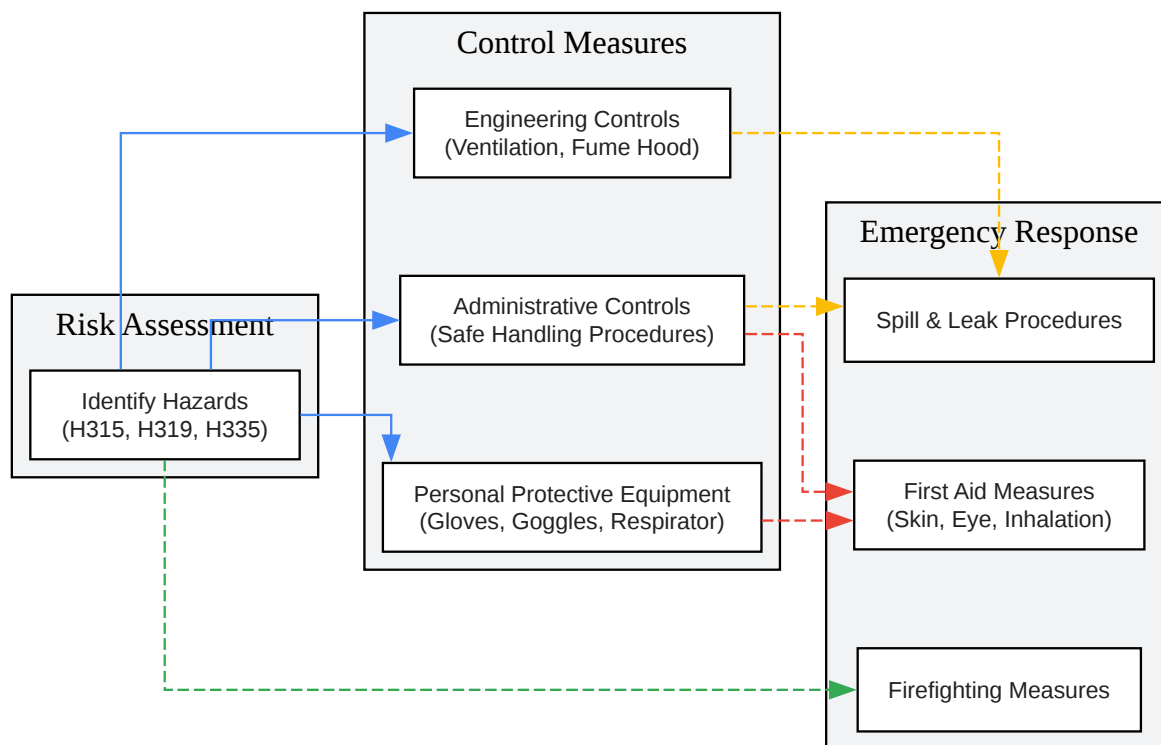 Control Measures
Engineering Controls
(Ventilation, Fume Hood)
Administrative Controls
(Safe Handling Procedures)
Personal Protective Equipment
(Gloves, Goggles, Respirator)
Risk Assessment
Identify Hazards
(H315, H319, H335)
Emergency Response
Spill & Leak Procedures
First Aid Measures
(Skin, Eye, Inhalation)
Firefighting Measures